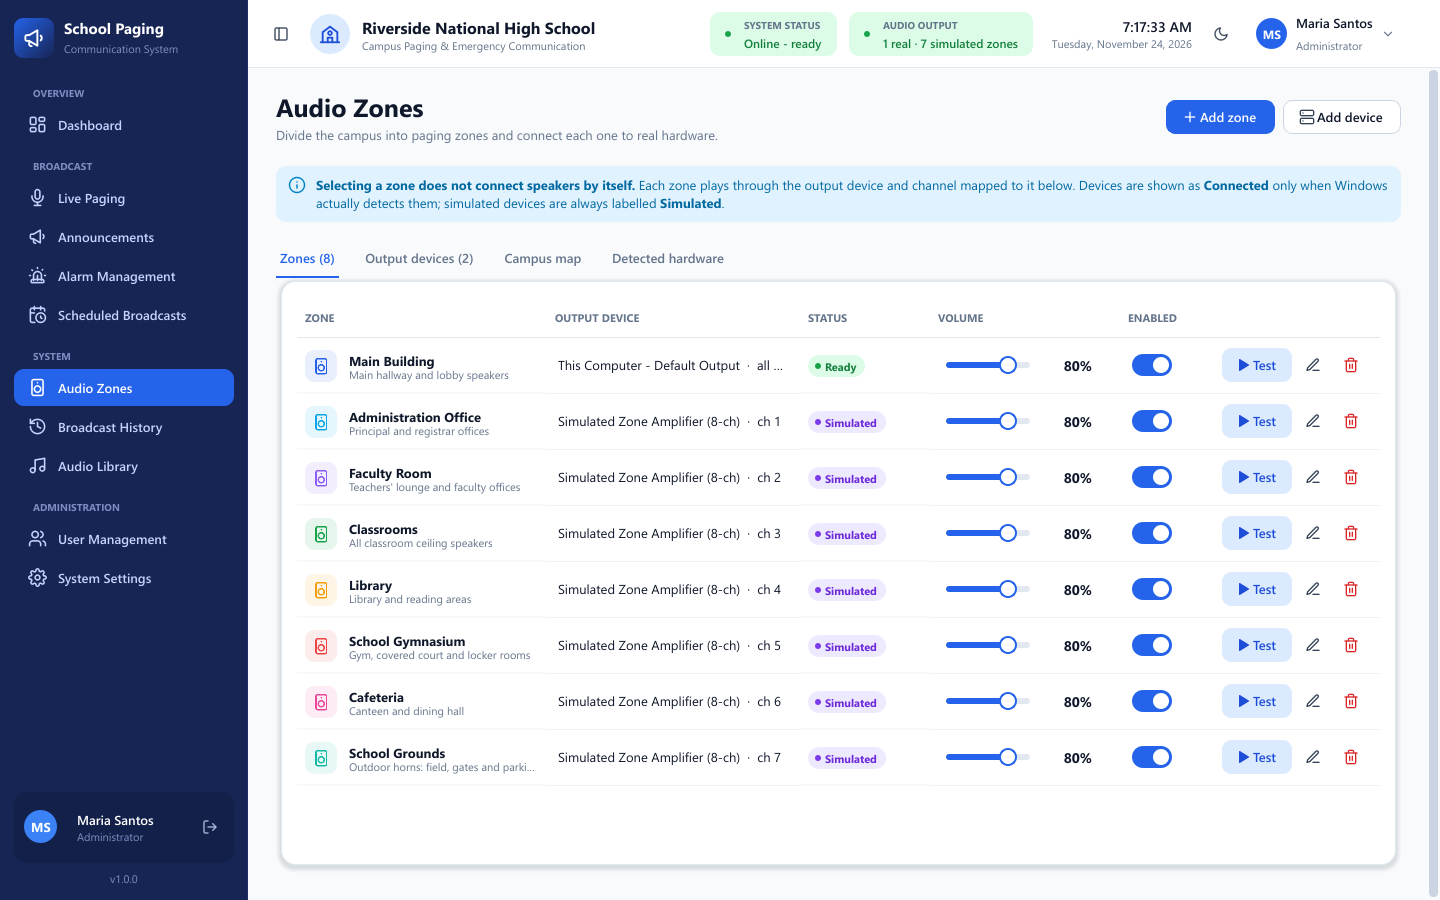 School Paging
Communication System
OVERVIEW
Dashboard
BROADCAST
Live Paging
Announcements
Alarm Management
Scheduled Broadcasts
SYSTEM
Audio Zones
Broadcast History
Audio Library
ADMINISTRATION
User Management
System Settings
MS
Maria Santos
Administrator
v1.0.0
Riverside National High School
Campus Paging & Emergency Communication
SYSTEM STATUS
Online - ready
AUDIO OUTPUT
1 real · 7 simulated zones
7:17:33 AM
Tuesday, November 24, 2026
MS
Maria Santos
Administrator
Audio Zones
Divide the campus into paging zones and connect each one to real hardware.
+ Add zone
Add device
Selecting a zone does not connect speakers by itself. Each zone plays through the output device and channel mapped to it below. Devices are shown as Connected only when Windows
actually detects them; simulated devices are always labelled Simulated.
Zones (8) Output devices (2) Campus map Detected hardware
ZONE OUTPUT DEVICE STATUS VOLUME ENABLED
Main Building
Main hallway and lobby speakers
This Computer - Default Output · all ... Ready 80% Test
Administration Office
Principal and registrar offices
Simulated Zone Amplifier (8-ch) · ch 1 Simulated 80% Test
Faculty Room
Teachers' lounge and faculty offices
Simulated Zone Amplifier (8-ch) · ch 2 Simulated 80% Test
Classrooms
All classroom ceiling speakers
Simulated Zone Amplifier (8-ch) · ch 3 Simulated 80% Test
Library
Library and reading areas
Simulated Zone Amplifier (8-ch) · ch 4 Simulated 80% Test
School Gymnasium
Gym, covered court and locker rooms
Simulated Zone Amplifier (8-ch) · ch 5 Simulated 80% Test
Cafeteria
Canteen and dining hall
Simulated Zone Amplifier (8-ch) · ch 6 Simulated 80% Test
School Grounds
Outdoor horns: field, gates and parki...
Simulated Zone Amplifier (8-ch) · ch 7 Simulated 80% Test